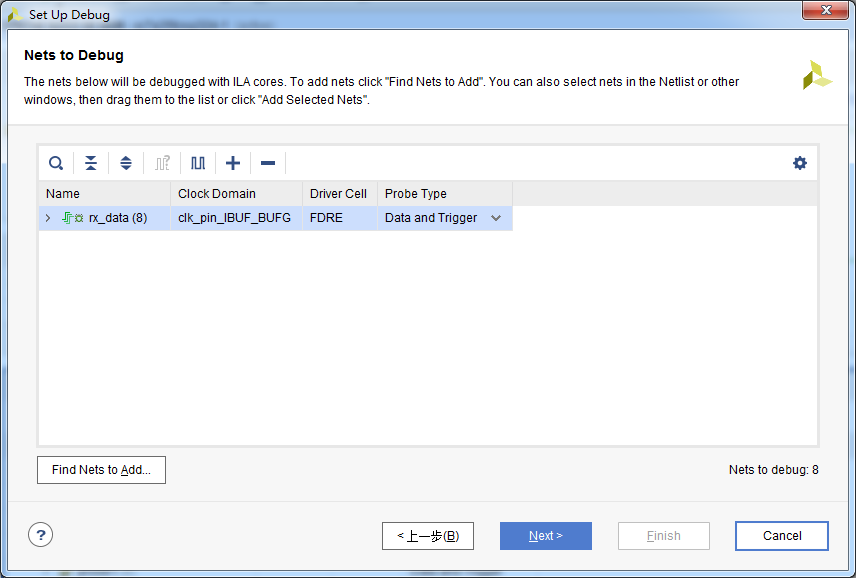 Set Up Debug
Nets to Debug
The nets below will be debugged with ILA cores. To add nets click "Find Nets to Add". You can also select nets in the Netlist or other
windows, then drag them to the list or click "Add Selected Nets".
Name Clock Domain Driver Cell Probe Type
rx_data (8) clk_pin_IBUF_BUFG FDRE Data and Trigger
Find Nets to Add... Nets to debug: 8
? < 上一步(B) Next > Finish Cancel